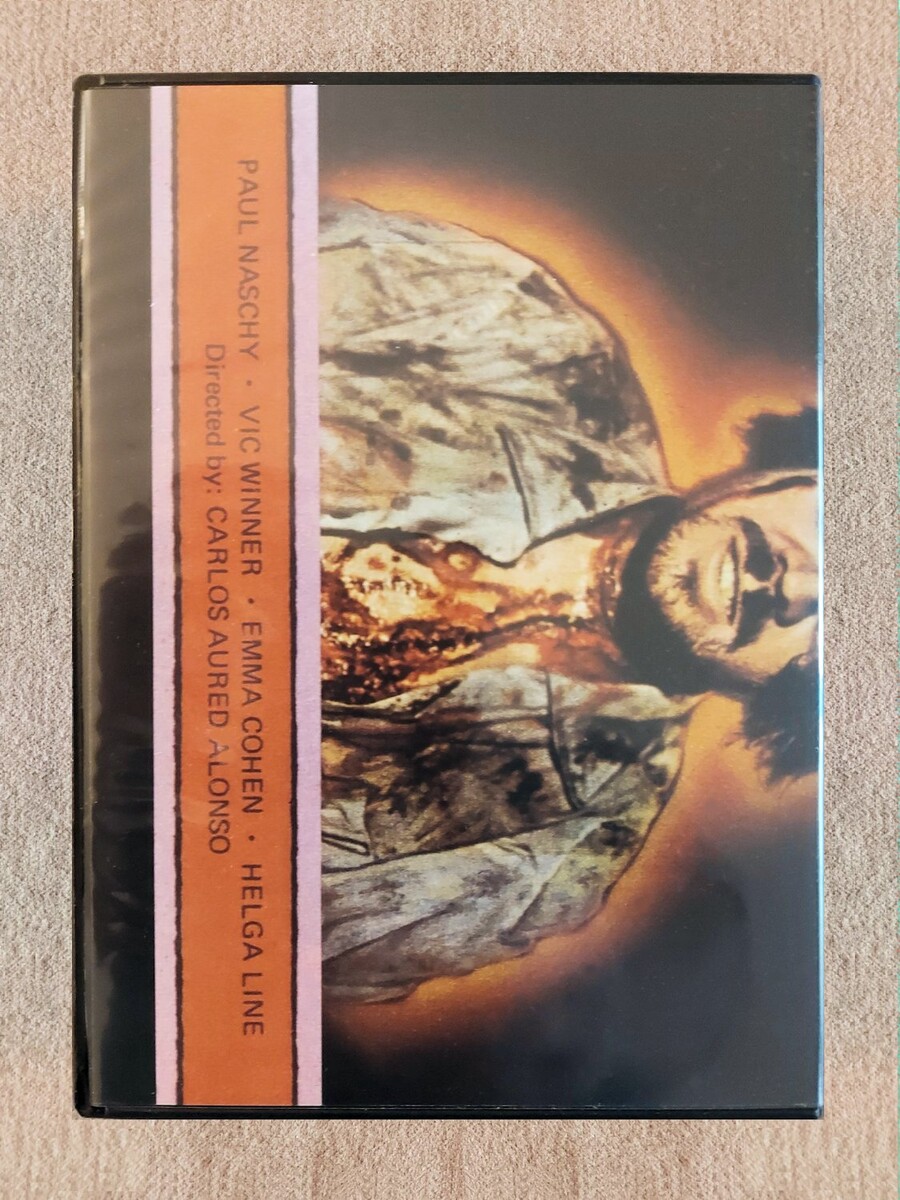 PAUL NASCHY • VIC WINNER • EMMA COHEN • HELGA LINE
Directed by: CARLOS AURED ALONSO